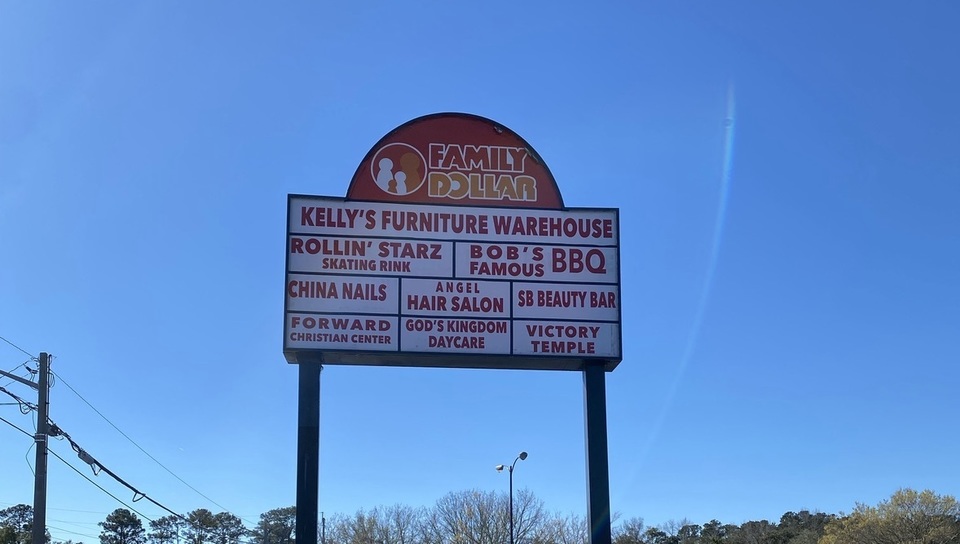 FAMILY
DOLLAR
KELLY'S FURNITURE WAREHOUSE
ROLLIN' STARZ
SKATING RINK
BOB'S
FAMOUS BBQ
CHINA NAILS
ANGEL
HAIR SALON
SB BEAUTY BAR
FORWARD
CHRISTIAN CENTER
GOD'S KINGDOM
DAYCARE
VICTORY
TEMPLE